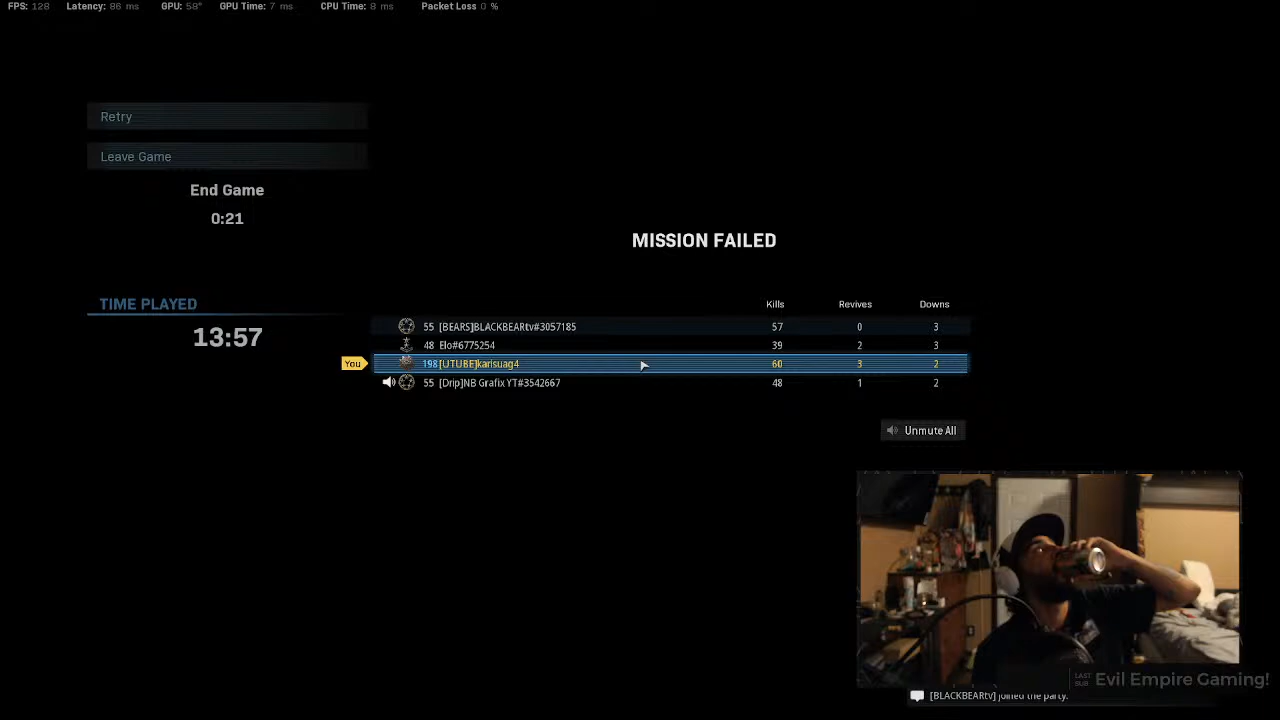 FPS: 128 Latency: 86 ms GPU: 58° GPU Time: 7 ms CPU Time: 8 ms Packet Loss 0 %
Retry
Leave Game
End Game
0:21
MISSION FAILED
TIME PLAYED
13:57
Kills Revives Downs
55 [BEARS]BLACKBEARtv#3057185 57 0 3
48 Elo#6775254 39 2 3
You 198 [UTUBE]karisuag4 60 3 2
55 [Drip]NB Grafix YT#3542667 48 1 2
Unmute All
LAST SUB Evil Empire Gaming!
[BLACKBEARtv] joined the party.